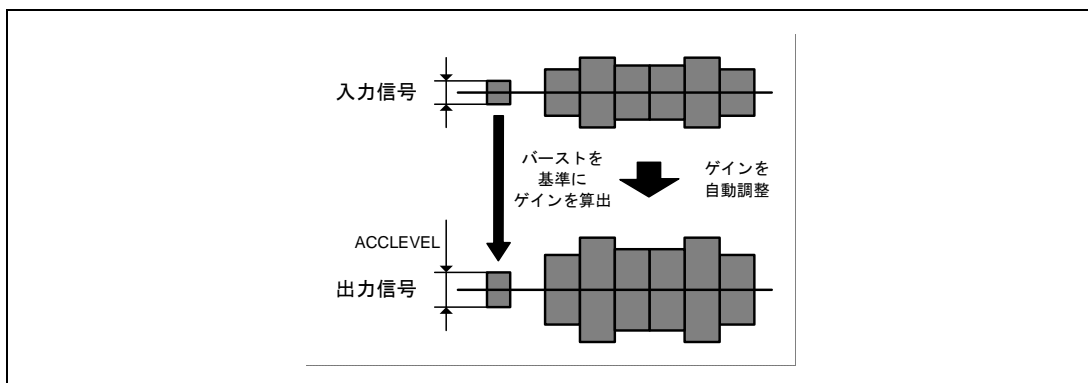 入力信号
バーストを
基準に
ゲインを算出
ゲインを
自動調整
ACCLEVEL
出力信号